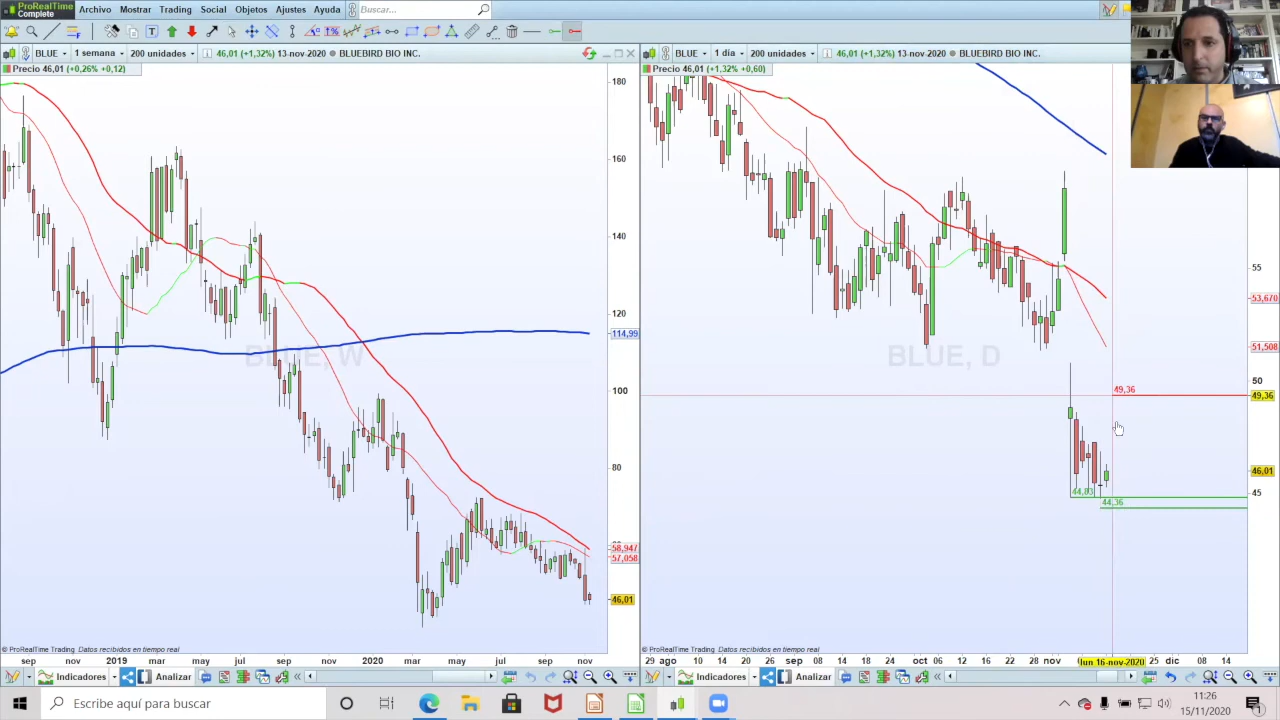 ProRealTime
Complete
Archivo Mostrar Trading Social Objetos Ajustes Ayuda Buscar...
BLUE 1 semana 200 unidades 46,01 (+1,32%) 13-nov-2020 BLUEBIRD BIO INC.
BLUE 1 día 200 unidades 46,01 (+1,32%) 13-nov-2020 BLUEBIRD BIO INC.
Precio 46,01 (+0,26% +0,12)
Precio 46,01 (+1,32% +0,60)
180
160
140
120
114,99
100
80
58,947
57,058
46,01
BLUE, W
55
53,670
51,508
50
49,36
49,36
46,01
45
44,83
44,36
BLUE, D
© ProRealTime Trading Datos recibidos en tiempo real
© ProRealTime Trading Datos recibidos en tiempo real
sep nov 2019 mar may jul sep nov 2020 mar may jul sep nov
29 ago 10 14 20 26 sep 08 14 18 24 oct 06 12 16 22 28 nov lun 16-nov-2020 25 dic 08 14
Indicadores Analizar
Indicadores Analizar
Escribe aquí para buscar
11:26
15/11/2020
1